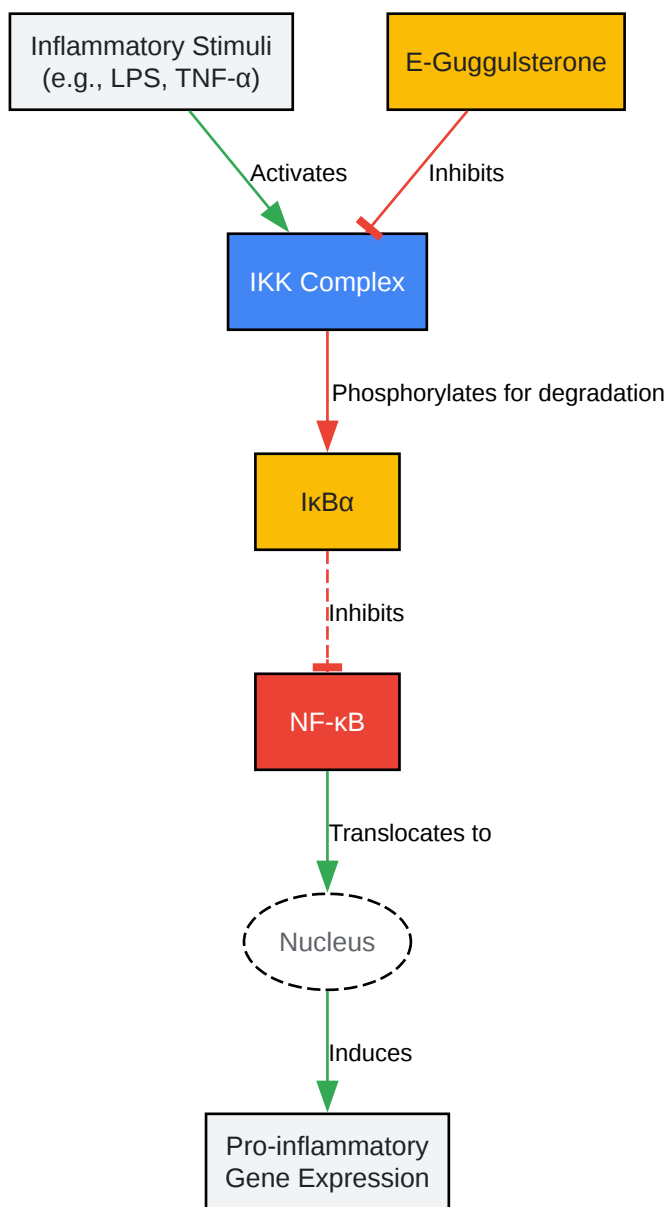 Inflammatory Stimuli
(e.g., LPS, TNF-α)
E-Guggulsterone
Activates
Inhibits
IKK Complex
Phosphorylates for degradation
IκBα
Inhibits
NF-κB
Translocates to
Nucleus
Induces
Pro-inflammatory
Gene Expression